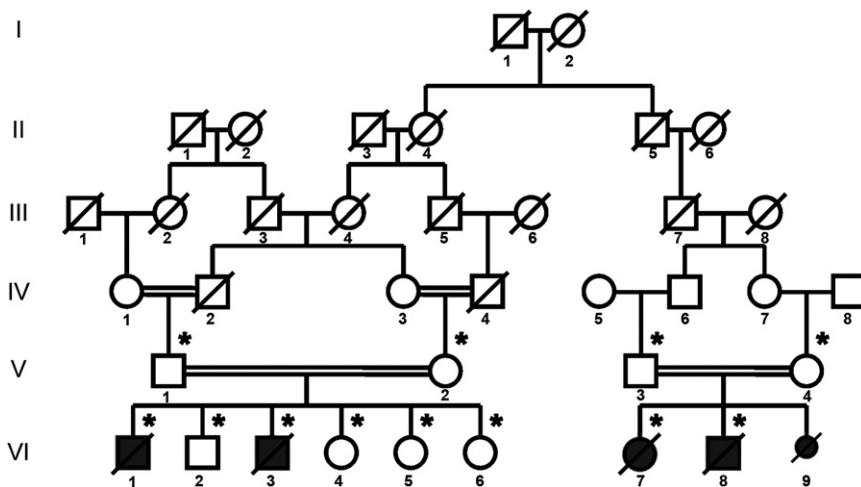 I
1 2
II
1 2 3 4 5 6
III
1 2 3 4 5 6 7 8
IV
1 2 3 4 5 6 7 8
* * * *
V
1 2 3 4
* * * * * * * *
VI
1 2 3 4 5 6 7 8 9